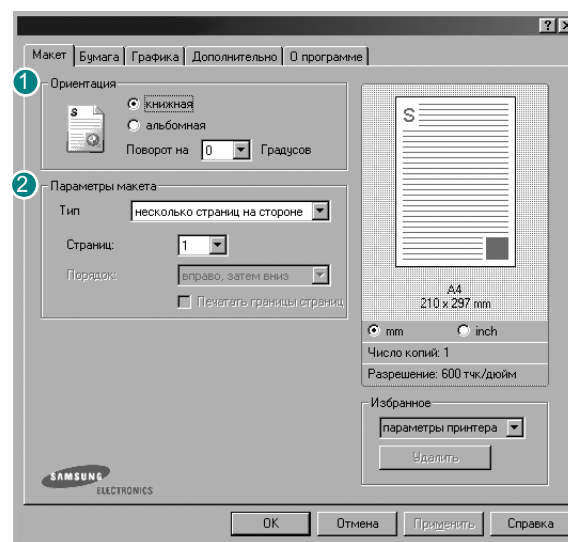 Макет Бумага Графика Дополнительно О программе
1
Ориентация
S
книжная
альбомная
Поворот на 0 Градусов
2
Параметры макета
Тип несколько страниц на стороне
Страниц: 1
Порядок: вправо, затем вниз
Печатать границы страниц
SAMSUNG
ELECTRONICS
S
A4
210 x 297 mm
mm inch
Число копий: 1
Разрешение: 600 тчк/дюйм
Избранное
параметры принтера
Удалить
OK Отмена Применить Справка